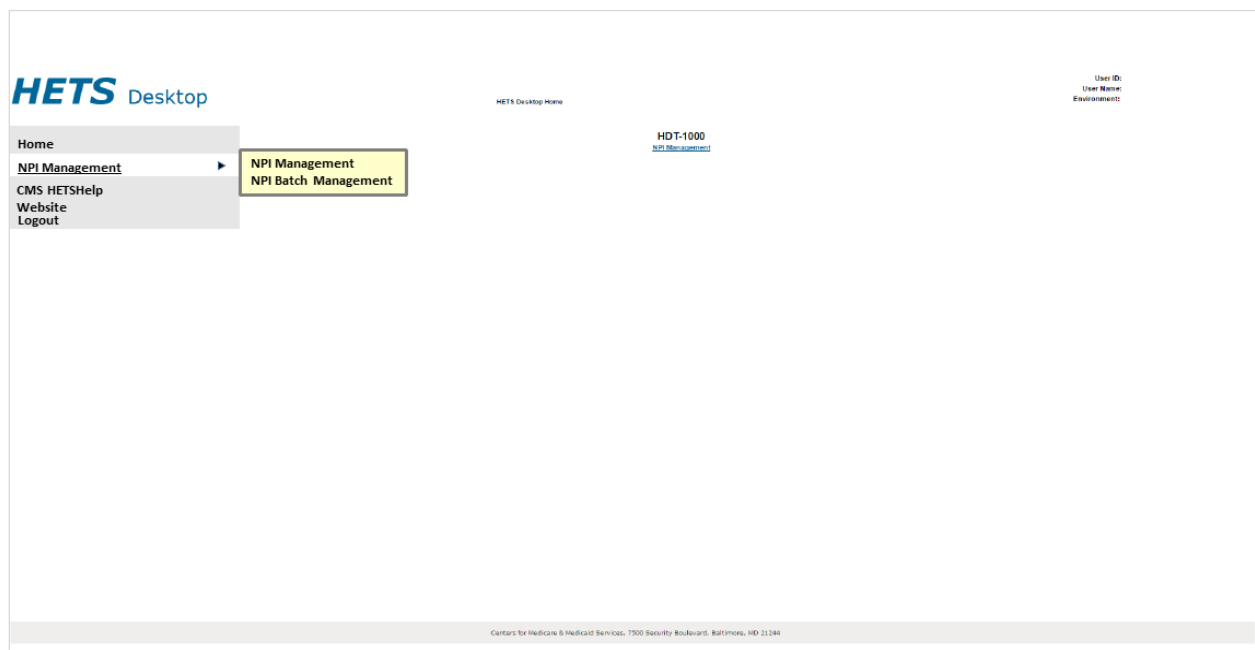 HETS Desktop
HETS Desktop Home
User ID:
User Name:
Environment:
Home
NPI Management
CMS HETSHelp
Website
Logout
NPI Management
NPI Batch Management
HDT-1000
NPI Management
Centers for Medicare & Medicaid Services, 7500 Security Boulevard, Baltimore, MD 21244